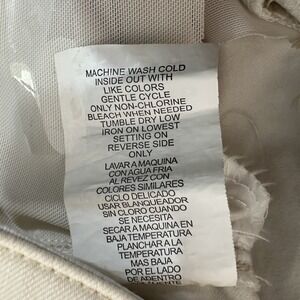 MACHINE WASH COLD
INSIDE OUT WITH
LIKE COLORS
GENTLE CYCLE
ONLY NON-CHLORINE
BLEACH WHEN NEEDED
TUMBLE DRY LOW
IRON ON LOWEST
SETTING ON
REVERSE SIDE
ONLY
LAVAR A MAQUINA
CON AGUA FRIA
AL REVEZ CON
COLORES SIMILARES
CICLO DELICADO
USAR BLANQUEADOR
SIN CLORO CUANDO
SE NECESITA
SECAR A MAQUINA EN
BAJA TEMPERATURA
PLANCHAR A LA
TEMPERATURA
MAS BAJA
POR EL LADO
DE ADENTRO